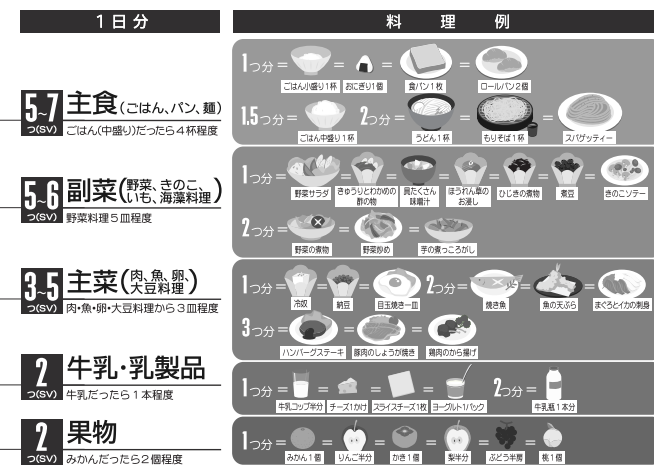 1日分
料理例
5~7
つ(SV)
主食(ごはん、パン、麺)
ごはん(中盛り)だったら4杯程度
1つ分=
=
=
=
ごはん小盛り1杯
おにぎり1個
食パン1枚
ロールパン2個
1.5つ分=
2つ分=
=
=
ごはん中盛り1杯
うどん1杯
もりそば1杯
スパゲッティー
5~6
つ(SV)
副菜(野菜、きのこ、
いも、海藻料理)
野菜料理5皿程度
1つ分=
=
=
=
=
=
=
野菜サラダ
きゅうりとわかめの
酢の物
具たくさん
味噌汁
ほうれん草の
お浸し
ひじきの煮物
煮豆
きのこソテー
2つ分=
=
=
野菜の煮物
野菜炒め
芋の煮っころがし
3~5
つ(SV)
主菜(肉、魚、卵、
大豆料理)
肉・魚・卵・大豆料理から3皿程度
1つ分=
=
=
2つ分=
=
=
冷奴
納豆
目玉焼き一皿
焼き魚
魚の天ぷら
まぐろとイカの刺身
3つ分=
=
=
ハンバーグステーキ
豚肉のしょうが焼き
鶏肉のから揚げ
2
つ(SV)
牛乳・乳製品
牛乳だったら1本程度
1つ分=
=
=
=
2つ分=
牛乳コップ半分
チーズ1かけ
スライスチーズ1枚
ヨーグルト1パック
牛乳瓶1本分
2
つ(SV)
果物
みかんだったら2個程度
1つ分=
=
=
=
=
=
みかん1個
りんご半分
かき1個
梨半分
ぶどう半房
桃1個